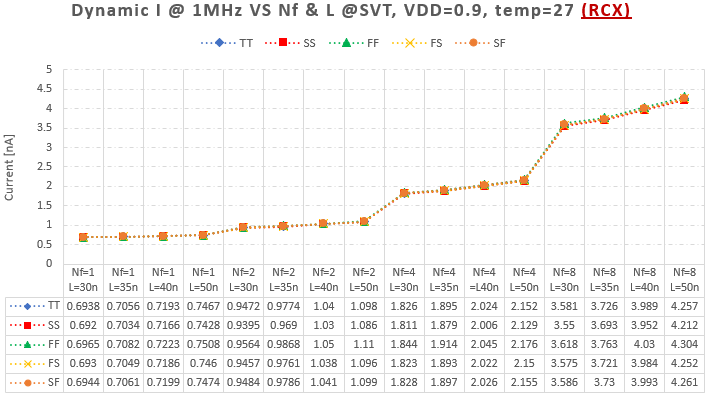 Dynamic I @ 1MHz VS Nf & L @SVT, VDD=0.9, temp=27 (RCX)
TT SS FF FS SF
Current [nA]
5
4.5
4
3.5
3
2.5
2
1.5
1
0.5
0
Nf=1 Nf=1 Nf=1 Nf=1 Nf=2 Nf=2 Nf=2 Nf=2 Nf=4 Nf=4 Nf=4 Nf=4 Nf=8 Nf=8 Nf=8 Nf=8
L=30n L=35n L=40n L=50n L=30n L=35n L=40n L=50n L=30n L=35n =L40n L=50n L=30n L=35n L=40n L=50n
TT 0.6938 0.7056 0.7193 0.7467 0.9472 0.9774 1.04 1.098 1.826 1.895 2.024 2.152 3.581 3.726 3.989 4.257
SS 0.692 0.7034 0.7166 0.7428 0.9395 0.969 1.03 1.086 1.811 1.879 2.006 2.129 3.55 3.693 3.952 4.212
FF 0.6965 0.7082 0.7223 0.7508 0.9564 0.9868 1.05 1.11 1.844 1.914 2.045 2.176 3.618 3.763 4.03 4.304
FS 0.693 0.7049 0.7186 0.746 0.9457 0.9761 1.038 1.096 1.823 1.893 2.022 2.15 3.575 3.721 3.984 4.252
SF 0.6944 0.7061 0.7199 0.7474 0.9484 0.9786 1.041 1.099 1.828 1.897 2.026 2.155 3.586 3.73 3.993 4.261